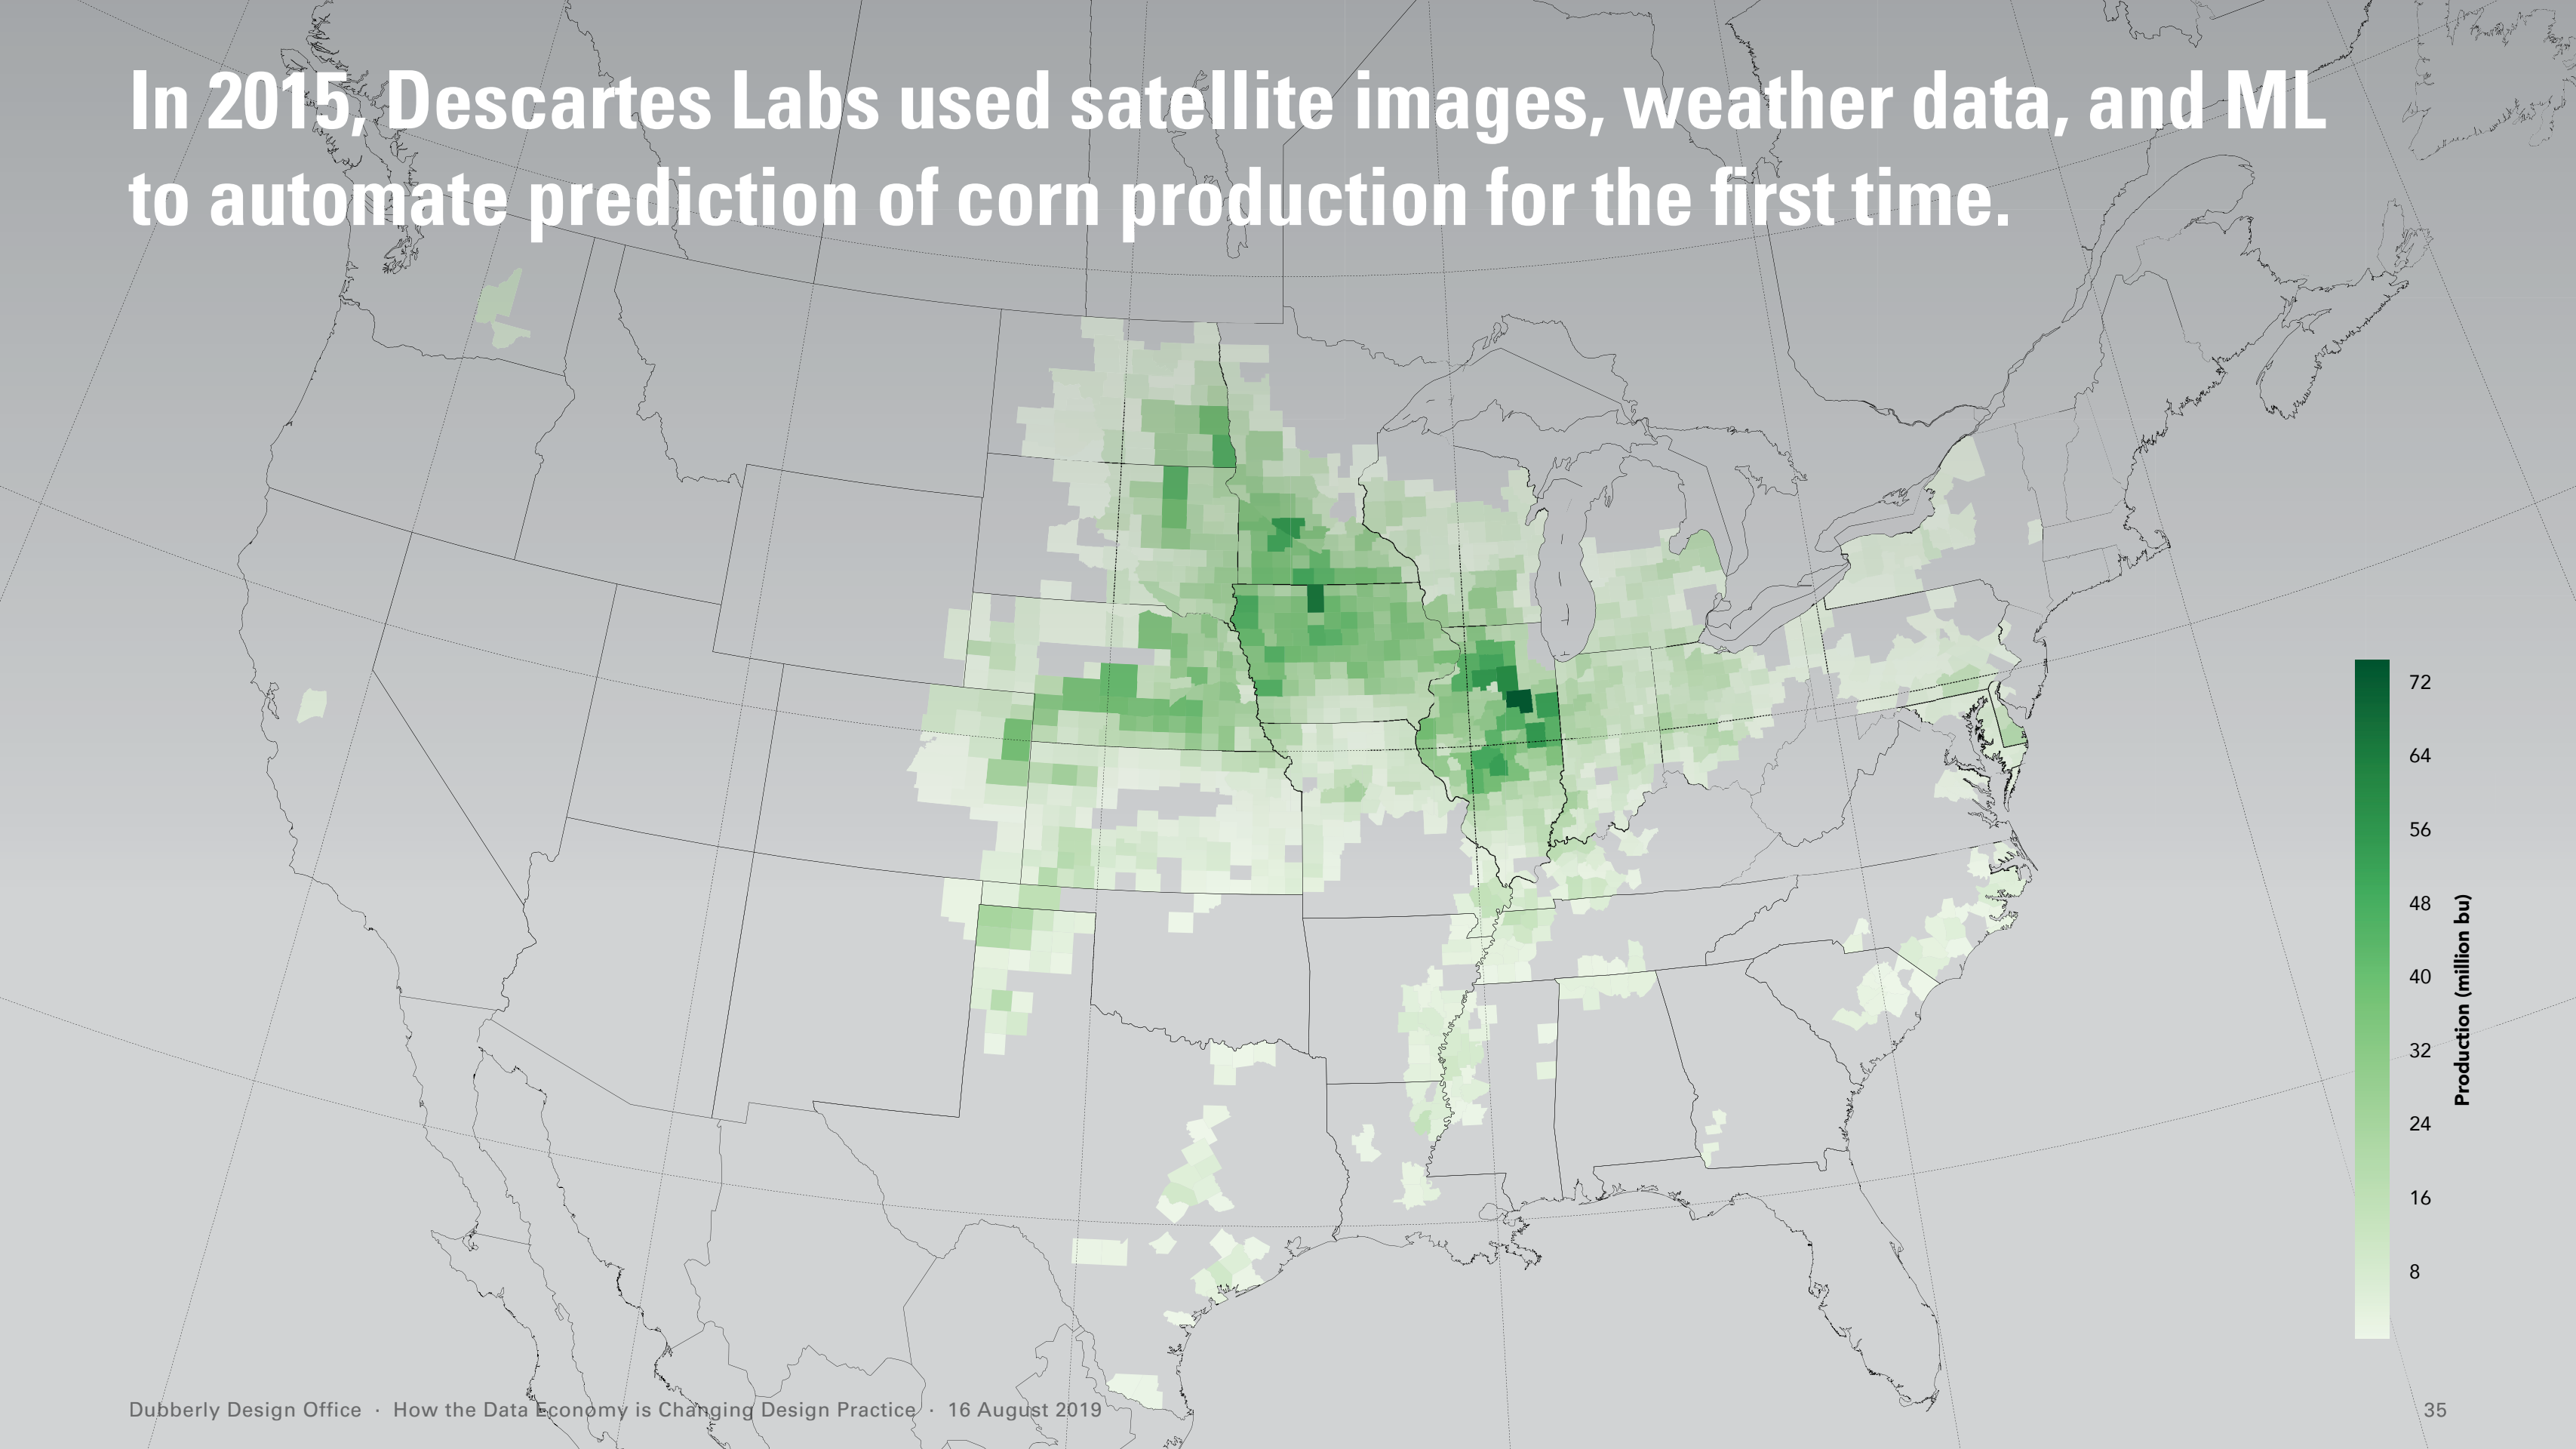 In 2015, Descartes Labs used satellite images, weather data, and ML
to automate prediction of corn production for the first time.
72
64
56
48
40
32
24
16
8
Production (million bu)
Dubberly Design Office · How the Data Economy is Changing Design Practice · 16 August 2019
35